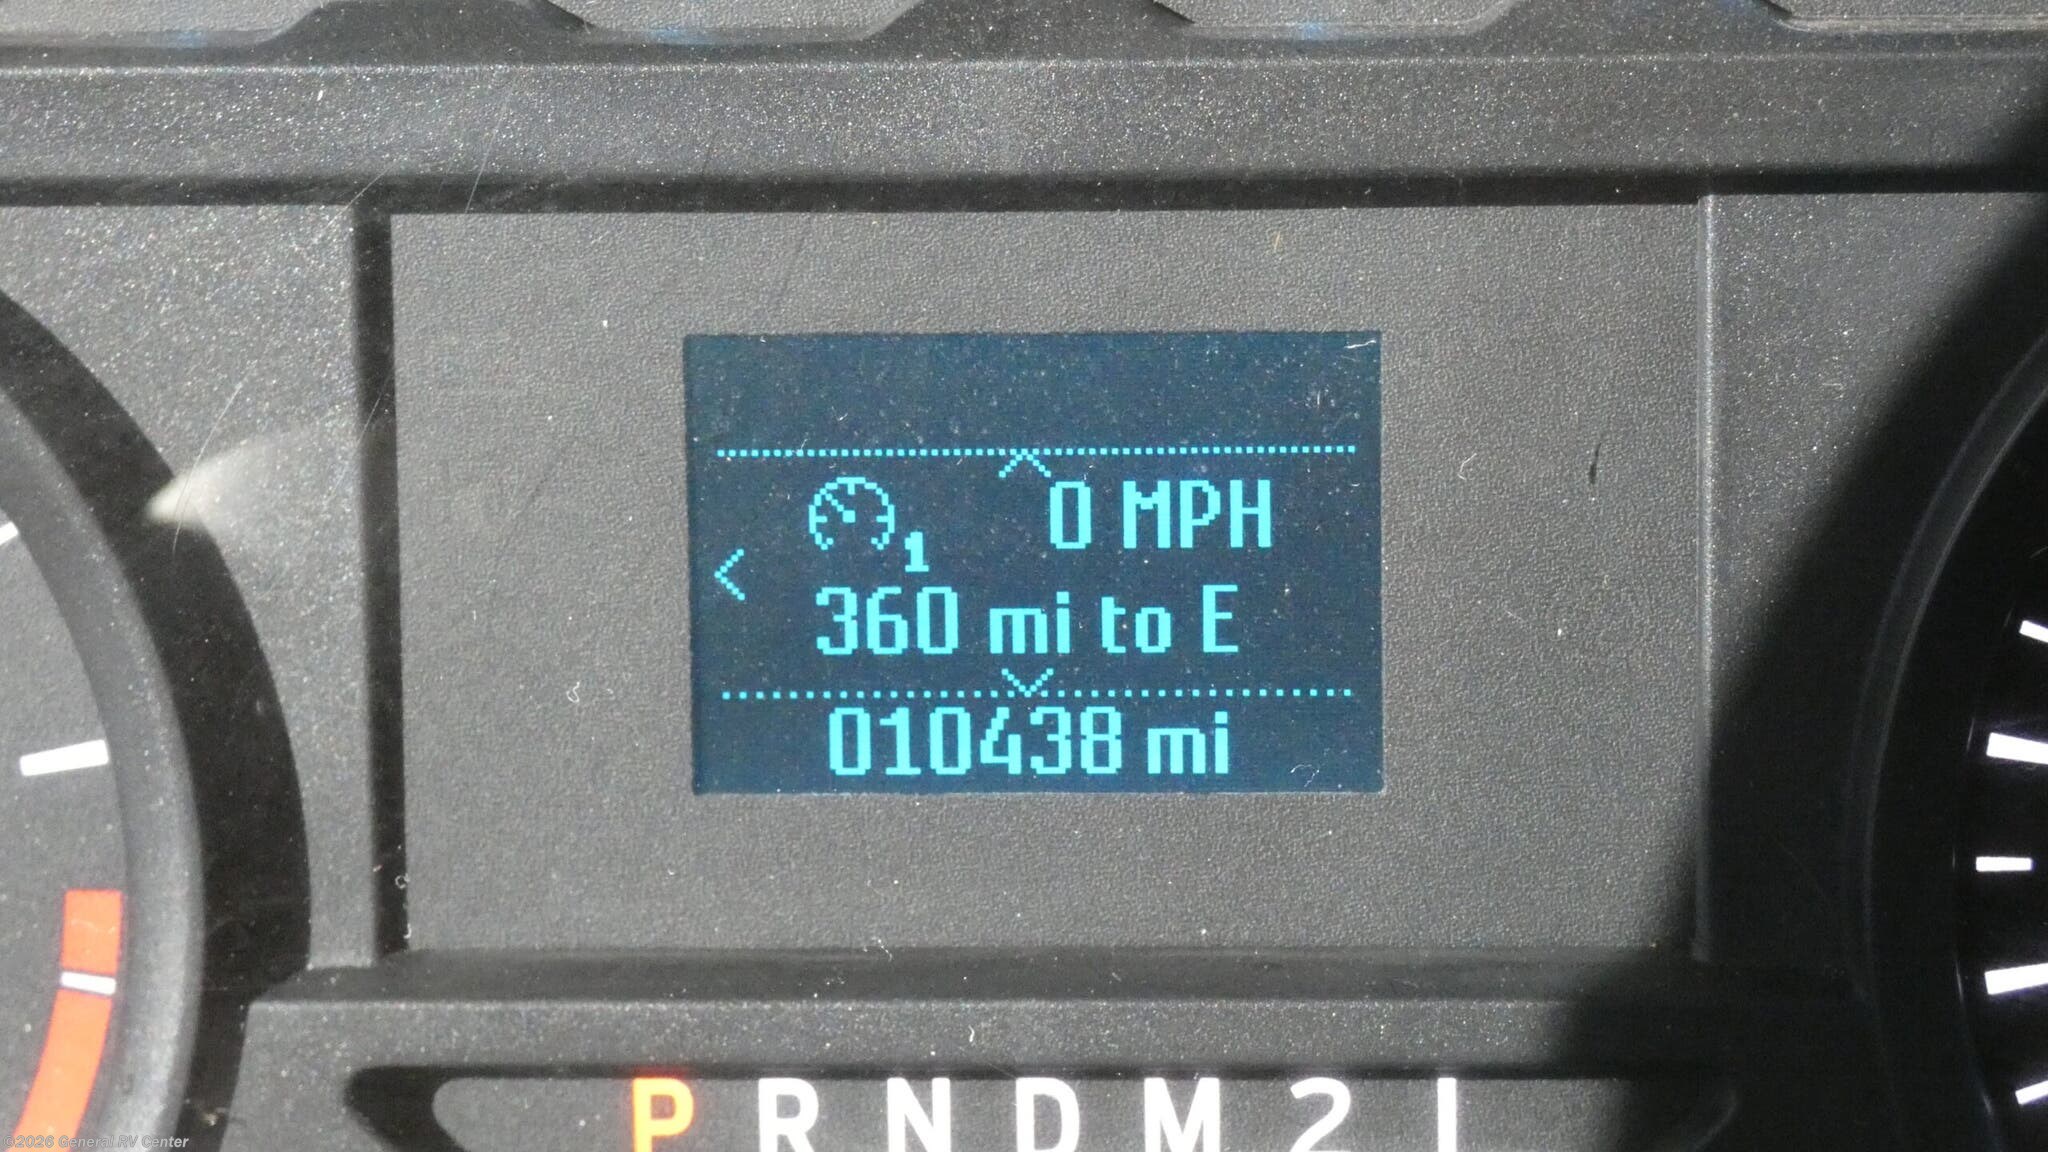 0 MPH
1
360 mi to E
010438 mi
P R N D M 2 1
©2026 General RV Center